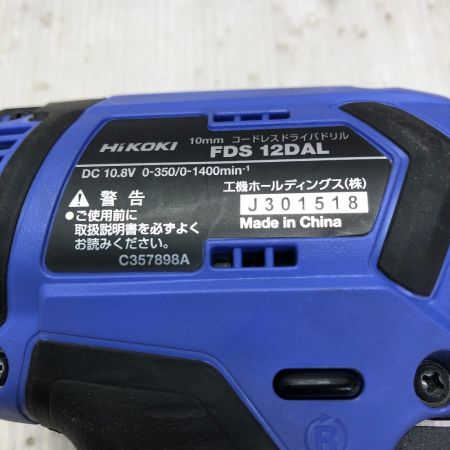 HiKOKI
10mm コードレスドライバドリル
FDS 12DAL
DC 10.8V 0-350/0-1400min⁻¹
⚠ 警告
●ご使用前に
取扱説明書を必ずよく
お読みください。
C357898A
工機ホールディングス(株)
J301518
Made in China
R